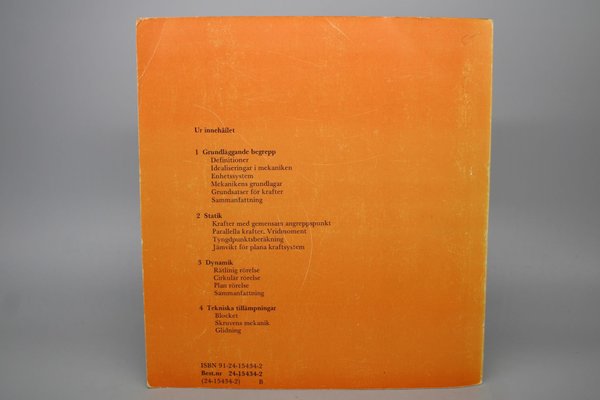 Ur innehållet
1 Grundläggande begrepp
Definitioner
Idealiseringar i mekaniken
Enhetssystem
Mekanikens grundlagar
Grundsatser för krafter
Sammanfattning
2 Statik
Krafter med gemensam angreppspunkt
Parallella krafter. Vridmoment
Tyngdpunktsberäkning
Jämvikt för plana kraftsystem
3 Dynamik
Rätlinig rörelse
Cirkulär rörelse
Plan rörelse
Sammanfattning
4 Tekniska tillämpningar
Blocket
Skruvens mekanik
Glidning
ISBN 91-24-15434-2
Best.nr 24-15434-2
(24-15434-2) B